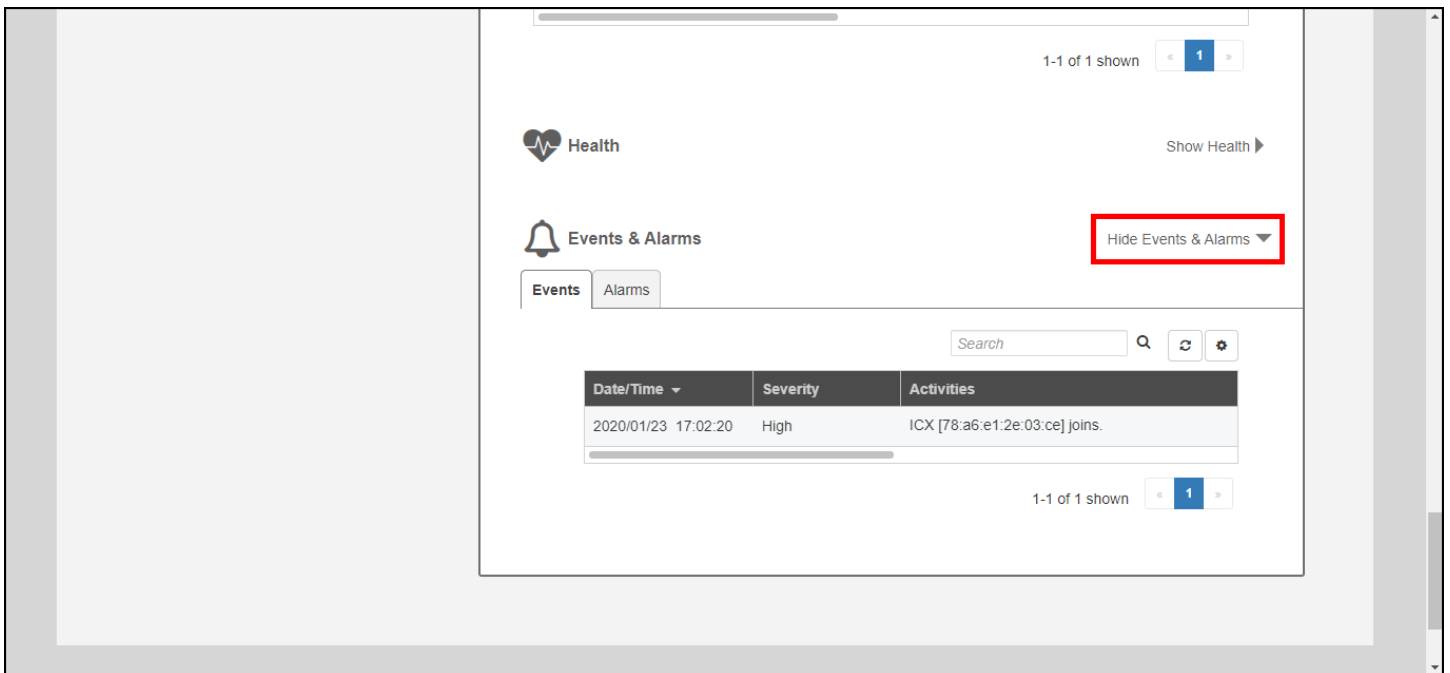 1-1 of 1 shown « 1 »
Health Show Health
Events & Alarms Hide Events & Alarms
Events Alarms
Search
Date/Time Severity Activities
2020/01/23 17:02:20 High ICX [78:a6:e1:2e:03:ce] joins.
1-1 of 1 shown « 1 »